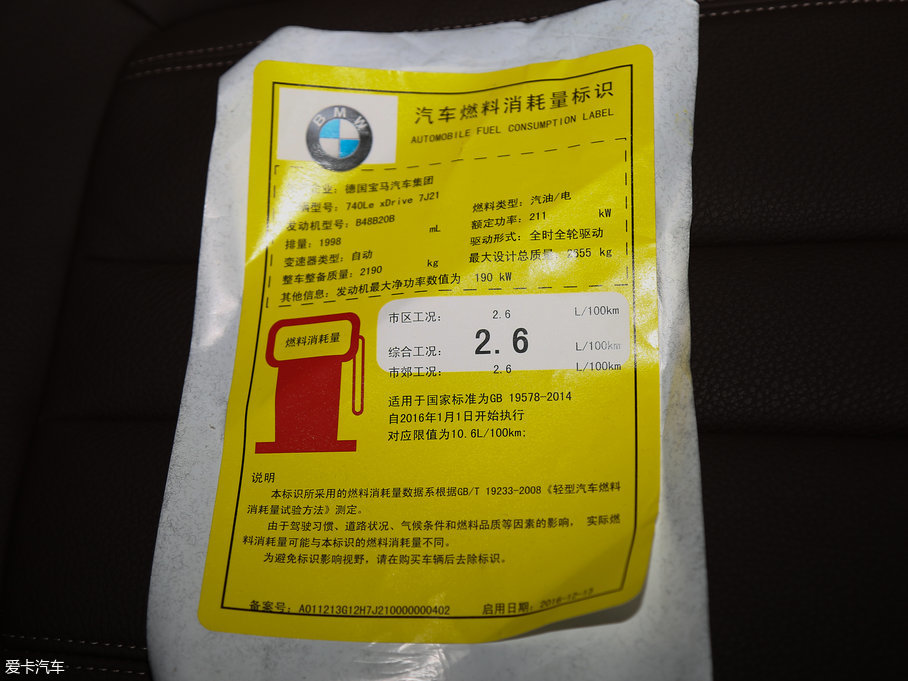 BMW
汽车燃料消耗量标识
AUTOMOBILE FUEL CONSUMPTION LABEL
企业：德国宝马汽车集团
型号：740Le xDrive 7J21
发动机型号：B48B20B
排量：1998 mL
变速器类型：自动
整车整备质量：2190 kg
其他信息：发动机最大净功率数值为 190 kW
燃料类型：汽油/电
额定功率：211 kW
驱动形式：全时全轮驱动
最大设计总质量：2655 kg
燃料消耗量
市区工况： 2.6 L/100km
综合工况： 2.6 L/100km
市郊工况： 2.6 L/100km
适用于国家标准为GB 19578-2014
自2016年1月1日开始执行
对应限值为10.6L/100km;
说明
本标识所采用的燃料消耗量数据系根据GB/T 19233-2008《轻型汽车燃料
消耗量试验方法》测定。
由于驾驶习惯、道路状况、气候条件和燃料品质等因素的影响， 实际燃
料消耗量可能与本标识的燃料消耗量不同。
为避免标识影响视野，请在购买车辆后去除标识。
备案号：A011213G12H7J210000000402 启用日期：2016-12-13
爱卡汽车